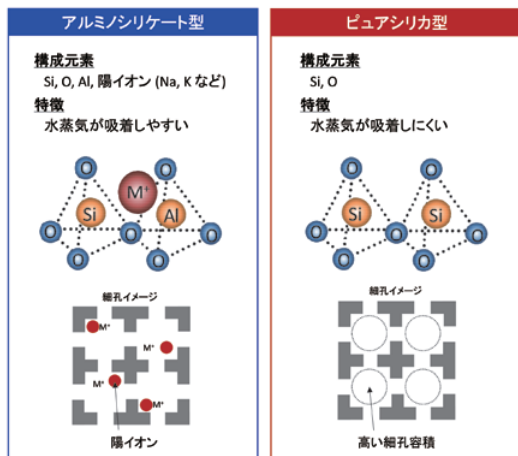 アルミノシリケート型
構成元素
Si, O, Al, 陽イオン (Na, K など)
特徴
水蒸気が吸着しやすい
O
O
M⁺
Si
Al
O
O
O
O
O
細孔イメージ
M⁺
M⁺
M⁺
M⁺
陽イオン
ピュアシリカ型
構成元素
Si, O
特徴
水蒸気が吸着しにくい
O
O
Si
Si
O
O
O
O
O
細孔イメージ
高い細孔容積